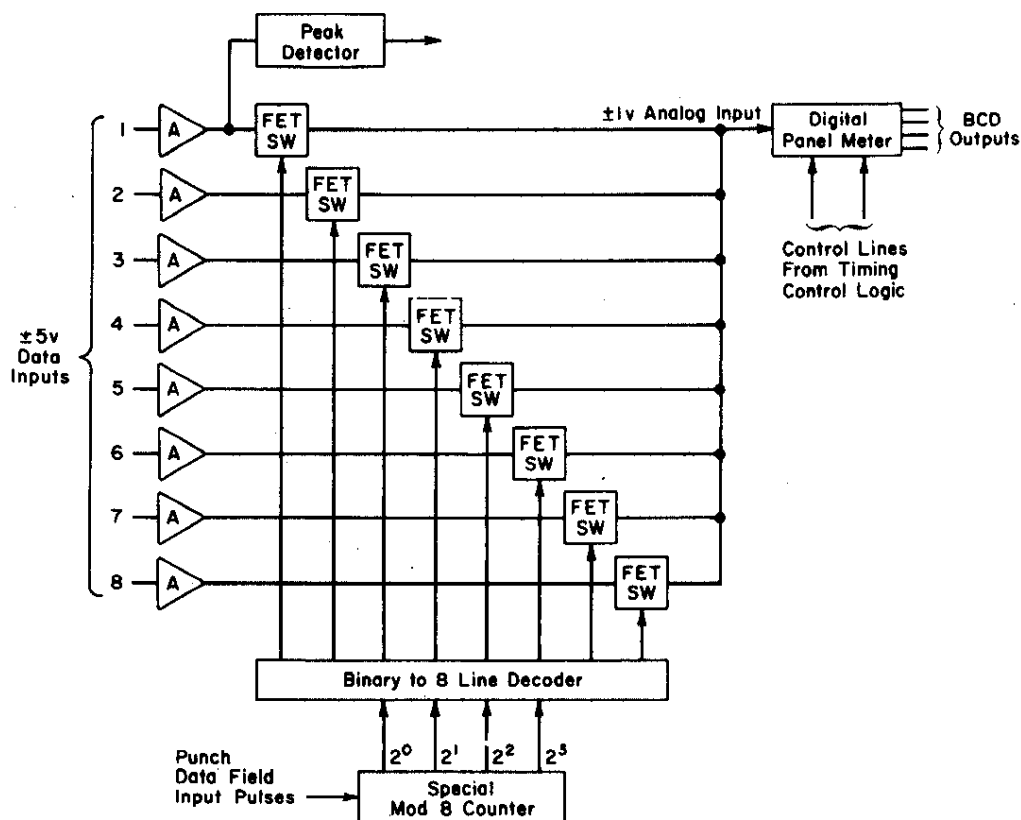 Peak
Detector
1
A
FET
SW
±1v Analog Input
Digital
Panel Meter
BCD
Outputs
2
A
FET
SW
3
A
FET
SW
Control Lines
From Timing
Control Logic
4
A
FET
SW
±5v
Data
Inputs
5
A
FET
SW
6
A
FET
SW
7
A
FET
SW
8
A
FET
SW
Binary to 8 Line Decoder
2⁰
2¹
2²
2³
Punch
Data Field
Input Pulses
Special
Mod 8 Counter